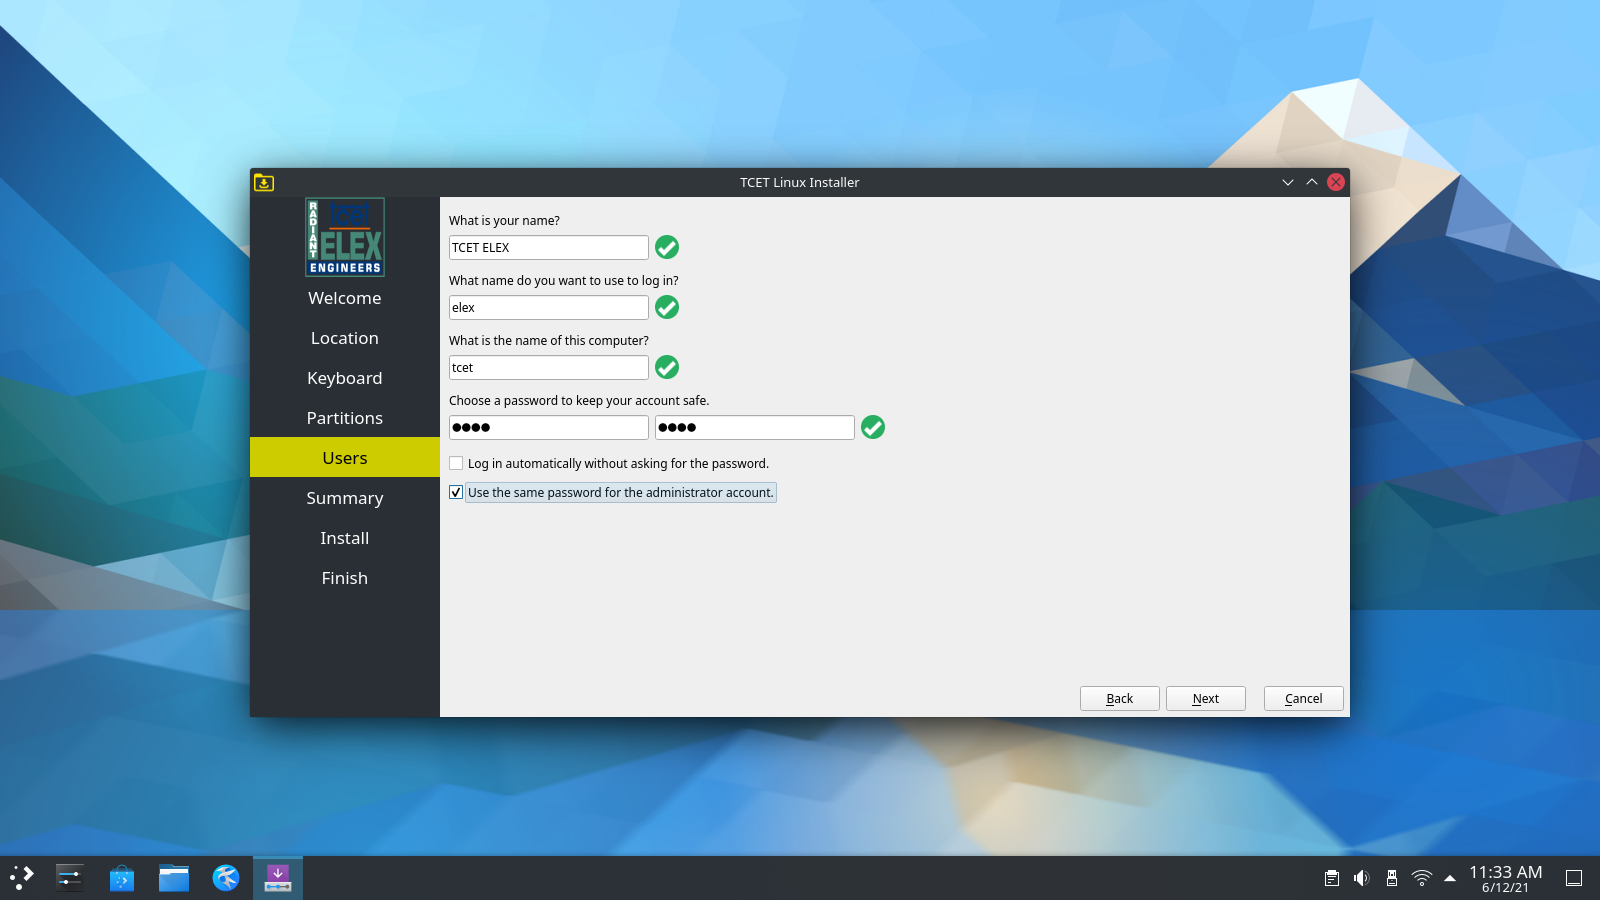 TCET Linux Installer
RADIANT
tcet
ELEX
ENGINEERS
Welcome
Location
Keyboard
Partitions
Users
Summary
Install
Finish
What is your name?
TCET ELEX
What name do you want to use to log in?
elex
What is the name of this computer?
tcet
Choose a password to keep your account safe.
●●●● ●●●●
Log in automatically without asking for the password.
Use the same password for the administrator account.
Back Next Cancel
11:33 AM
6/12/21